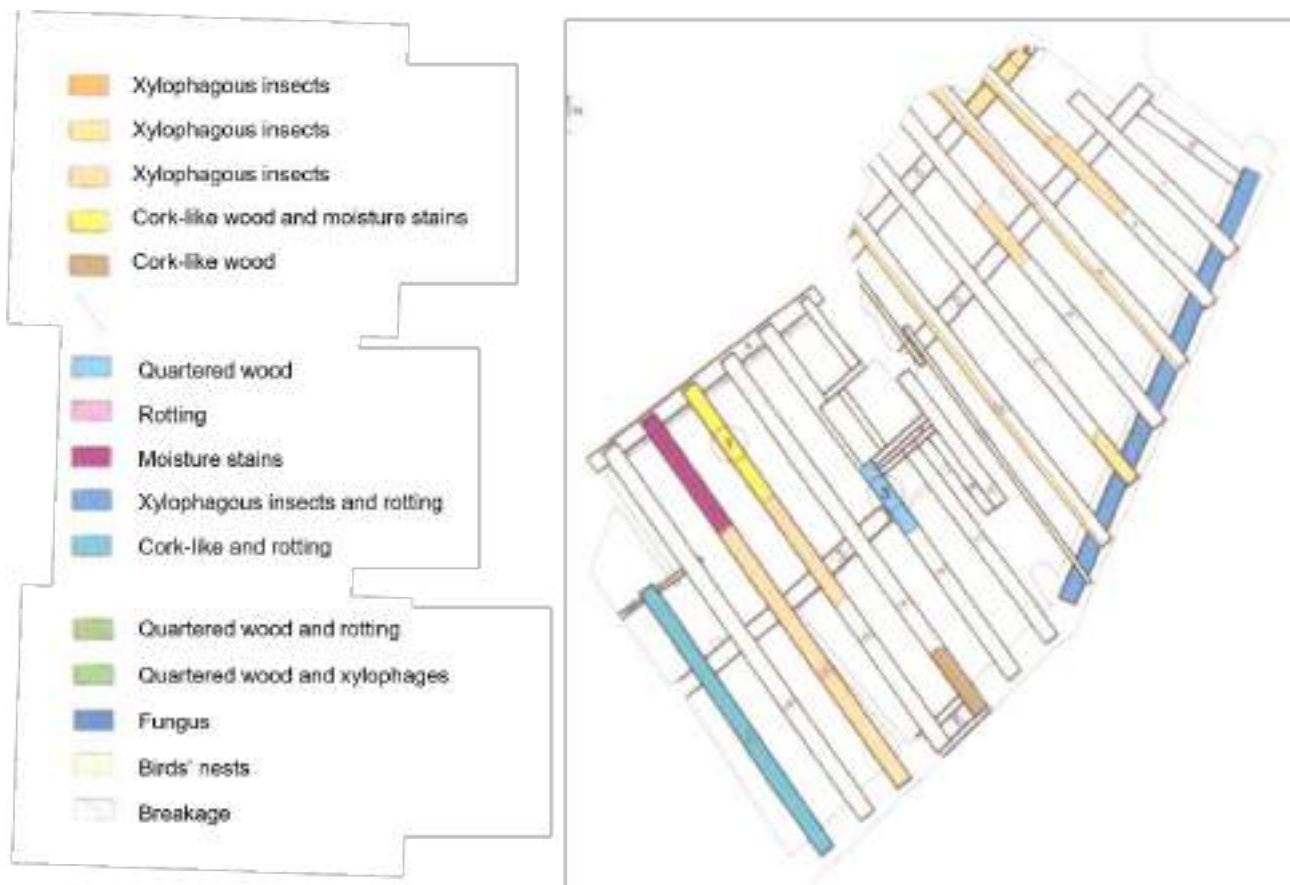 Xylophagous insects
Xylophagous insects
Xylophagous insects
Cork-like wood and moisture stains
Cork-like wood
Quartered wood
Rotting
Moisture stains
Xylophagous insects and rotting
Cork-like and rotting
Quartered wood and rotting
Quartered wood and xylophages
Fungus
Birds' nests
Breakage